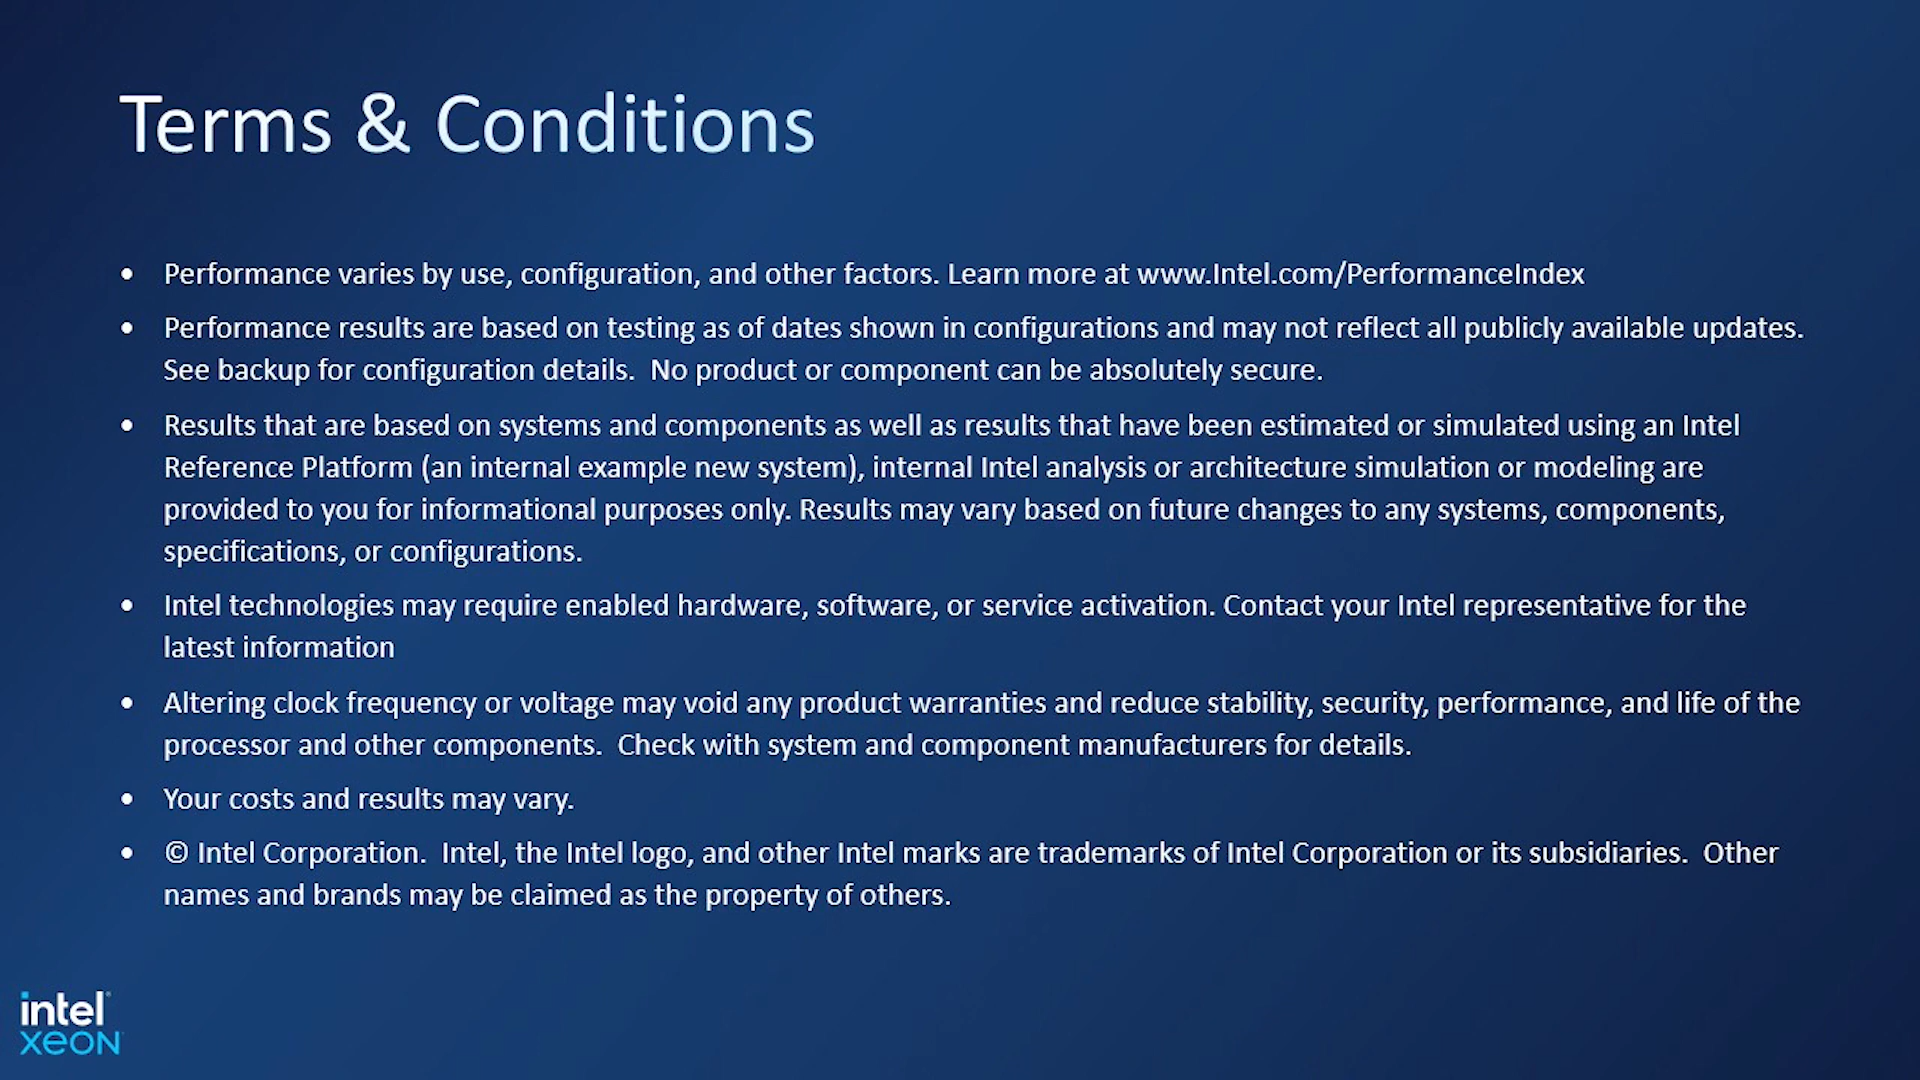 Terms & Conditions
• Performance varies by use, configuration, and other factors. Learn more at www.Intel.com/PerformanceIndex
• Performance results are based on testing as of dates shown in configurations and may not reflect all publicly available updates.
See backup for configuration details.  No product or component can be absolutely secure.
• Results that are based on systems and components as well as results that have been estimated or simulated using an Intel
Reference Platform (an internal example new system), internal Intel analysis or architecture simulation or modeling are
provided to you for informational purposes only. Results may vary based on future changes to any systems, components,
specifications, or configurations.
• Intel technologies may require enabled hardware, software, or service activation. Contact your Intel representative for the
latest information
• Altering clock frequency or voltage may void any product warranties and reduce stability, security, performance, and life of the
processor and other components.  Check with system and component manufacturers for details.
• Your costs and results may vary.
• © Intel Corporation.  Intel, the Intel logo, and other Intel marks are trademarks of Intel Corporation or its subsidiaries.  Other
names and brands may be claimed as the property of others.
intel
xeon